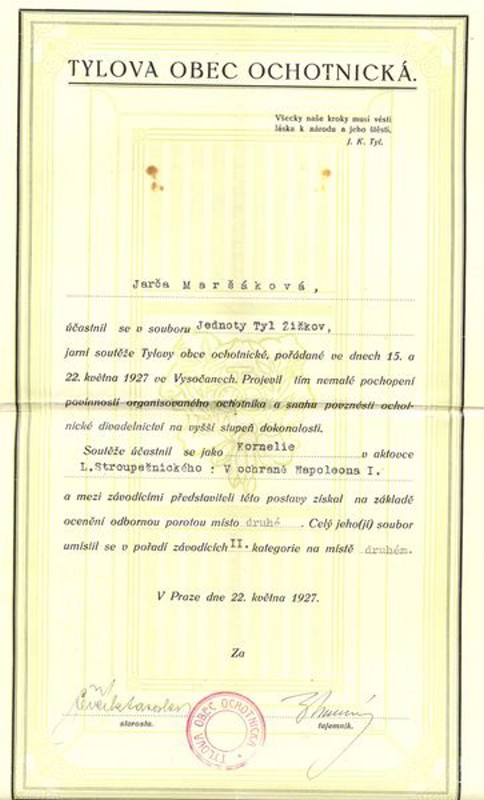 TYLOVA OBEC OCHOTNICKÁ.
Všecky naše kroky musí vésti
láska k národu a jeho štěstí.
J. K. Tyl.
Jarča Maršáková,
účastnil se v souboru Jednoty Tyl Žižkov,
jarní soutěže Tylovy obce ochotnické, pořádané ve dnech 15. a
22. května 1927 ve Vysočanech. Projevil tím nemalé pochopení
povinností organisovaného ochotníka a snahu povznésti ochot-
nické divadelnictví na vyšší stupeň dokonalosti.
Soutěže účastnil se jako Kornelie v aktovce
L.Stroupežnického : V ochraně Napoleona I.
a mezi závodícími představiteli této postavy získal na základě
ocenění odbornou porotou místo druhé. Celý jeho(jí) soubor
umístil se v pořadí závodících II. kategorie na místě druhém.
V Praze dne 22. května 1927.
Za
starosta. tajemník.
TYLOVA OBEC OCHOTNICKÁ